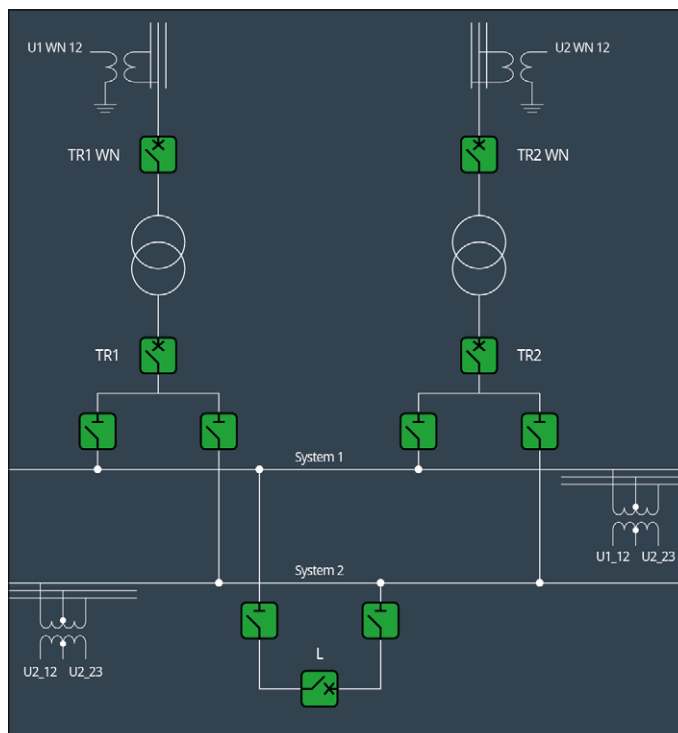 U1 WN 12
U2 WN 12
TR1 WN
TR2 WN
TR1
TR2
System 1
U1_12 U2_23
System 2
L
U2_12 U2_23